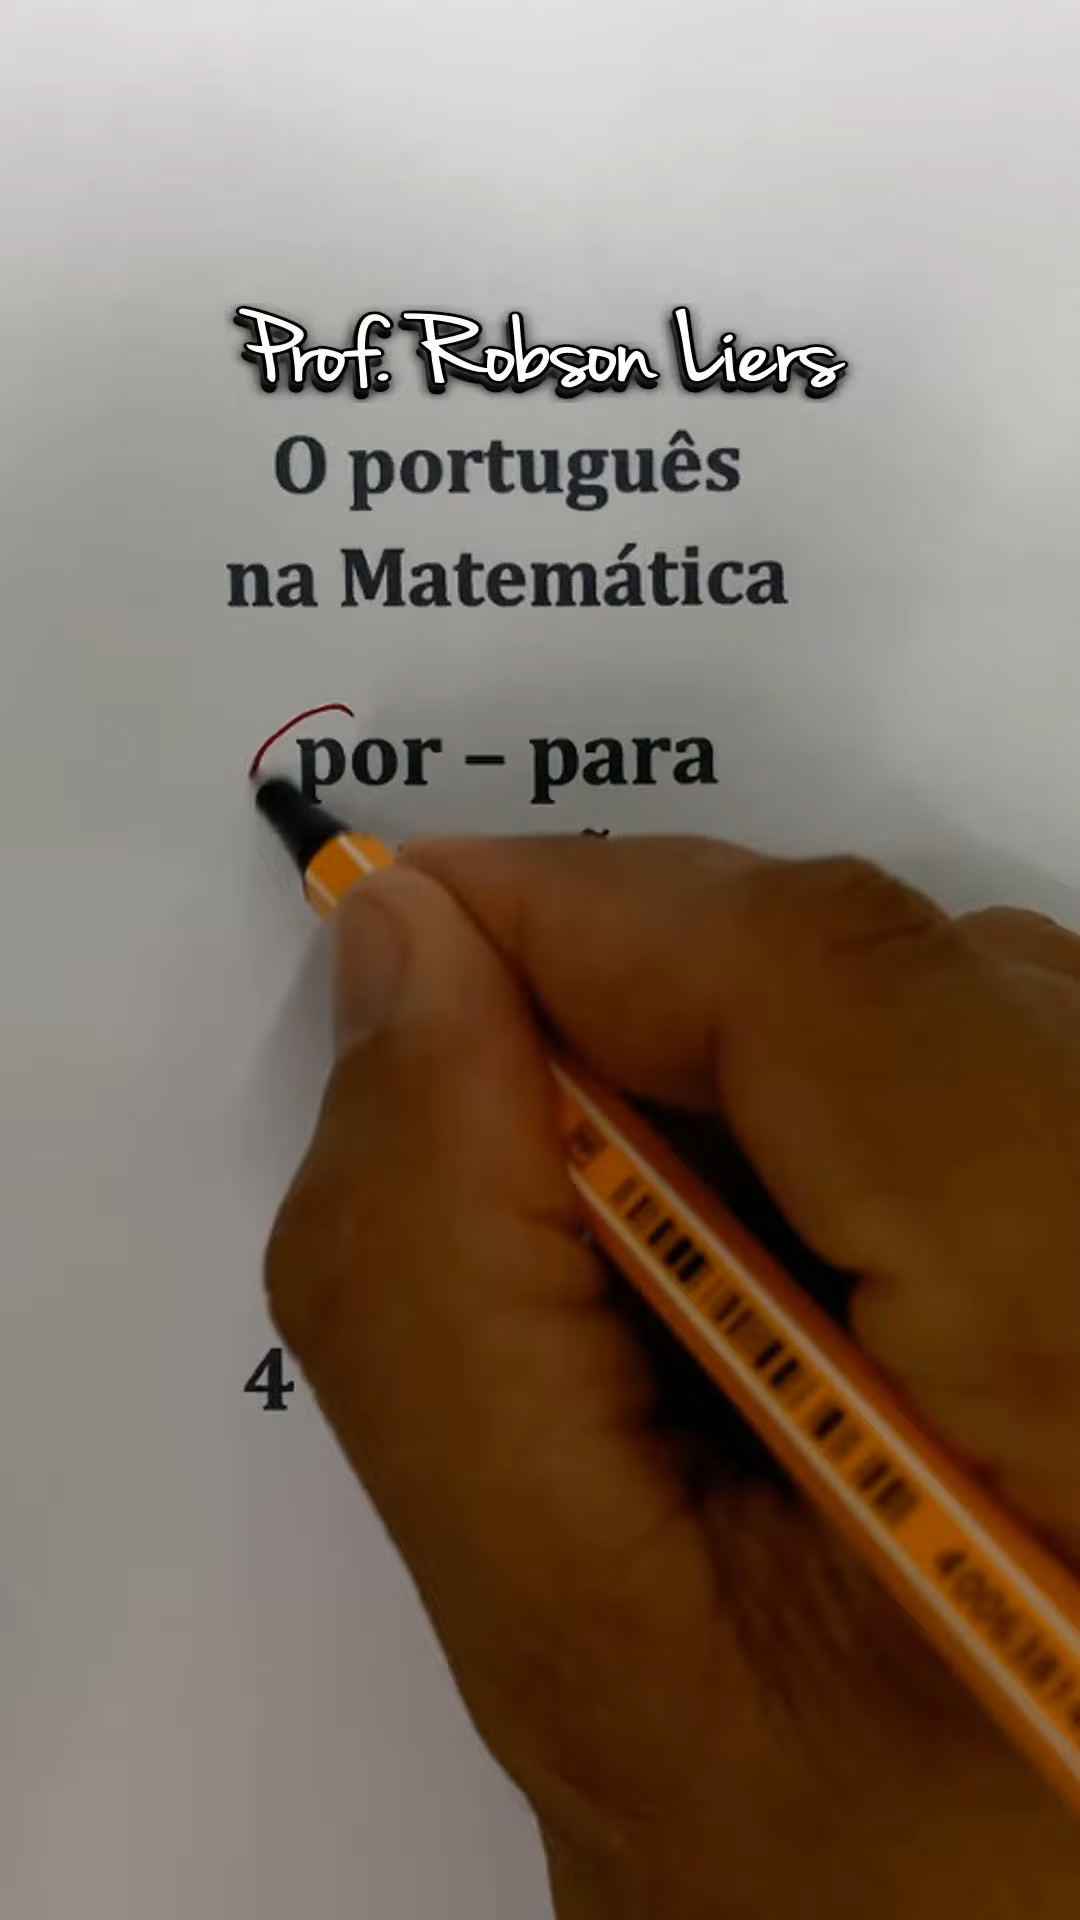 Prof. Robson Liers
O português
na Matemática
por – para
4